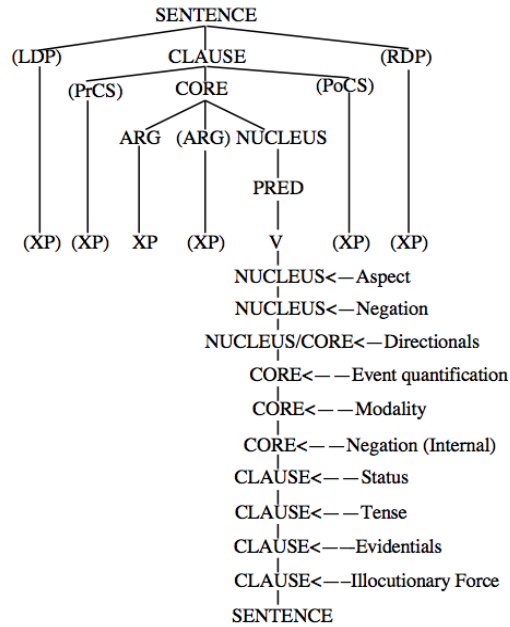 SENTENCE
(LDP) CLAUSE (RDP)
(PrCS) CORE (PoCS)
ARG (ARG) NUCLEUS
PRED
(XP) (XP) XP (XP) V (XP) (XP)
NUCLEUS<—Aspect
NUCLEUS<—Negation
NUCLEUS/CORE<—Directionals
CORE<——Event quantification
CORE<——Modality
CORE<——Negation (Internal)
CLAUSE<——Status
CLAUSE<——Tense
CLAUSE<——Evidentials
CLAUSE<––Illocutionary Force
SENTENCE